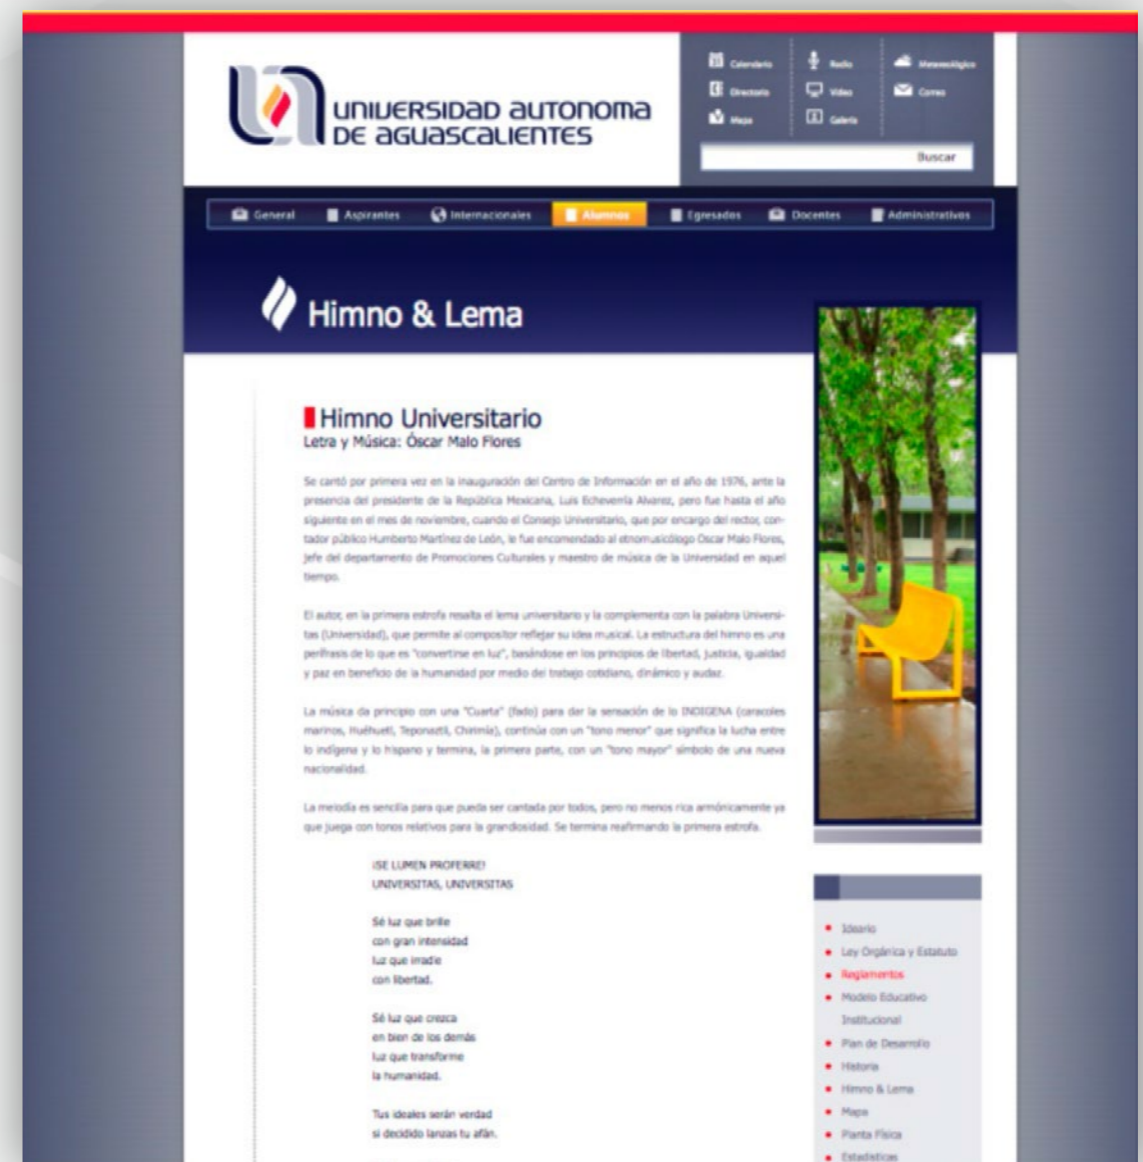 UNIVERSIDAD AUTONOMA
DE AGUASCALIENTES
Calendario
Radio
Meteorológico
Directorio
Video
Correo
Mapa
Galería
Buscar
General
Aspirantes
Internacionales
Alumnos
Egresados
Docentes
Administrativos
Himno & Lema
Himno Universitario
Letra y Música: Óscar Malo Flores
Se cantó por primera vez en la inauguración del Centro de Información en el año de 1976, ante la
presencia del presidente de la República Mexicana, Luis Echeverría Alvarez, pero fue hasta el año
siguiente en el mes de noviembre, cuando el Consejo Universitario, que por encargo del rector, con-
tador público Humberto Martínez de León, le fue encomendado al etnomusicólogo Oscar Malo Flores,
jefe del departamento de Promociones Culturales y maestro de música de la Universidad en aquel
tiempo.
El autor, en la primera estrofa resalta el lema universitario y la complementa con la palabra Universi-
tas (Universidad), que permite al compositor reflejar su idea musical. La estructura del himno es una
perífrasis de lo que es "convertirse en luz", basándose en los principios de libertad, justicia, igualdad
y paz en beneficio de la humanidad por medio del trabajo cotidiano, dinámico y audaz.
La música da principio con una "Cuarta" (fado) para dar la sensación de lo INDIGENA (caracoles
marinos, Huéhuetl, Teponaztli, Chirimía), continúa con un "tono menor" que significa la lucha entre
lo indígena y lo hispano y termina, la primera parte, con un "tono mayor" símbolo de una nueva
nacionalidad.
La melodía es sencilla para que pueda ser cantada por todos, pero no menos rica armónicamente ya
que juega con tonos relativos para la grandiosidad. Se termina reafirmando la primera estrofa.
¡SE LUMEN PROFERRE!
UNIVERSITAS, UNIVERSITAS
Sé luz que brille
con gran intensidad
luz que irradie
con libertad.
Sé luz que crezca
en bien de los demás
luz que transforme
la humanidad.
Tus ideales serán verdad
si decidido lanzas tu afán.
Ideario
Ley Orgánica y Estatuto
Reglamentos
Modelo Educativo
Institucional
Plan de Desarrollo
Historia
Himno & Lema
Mapa
Planta Física
Estadísticas